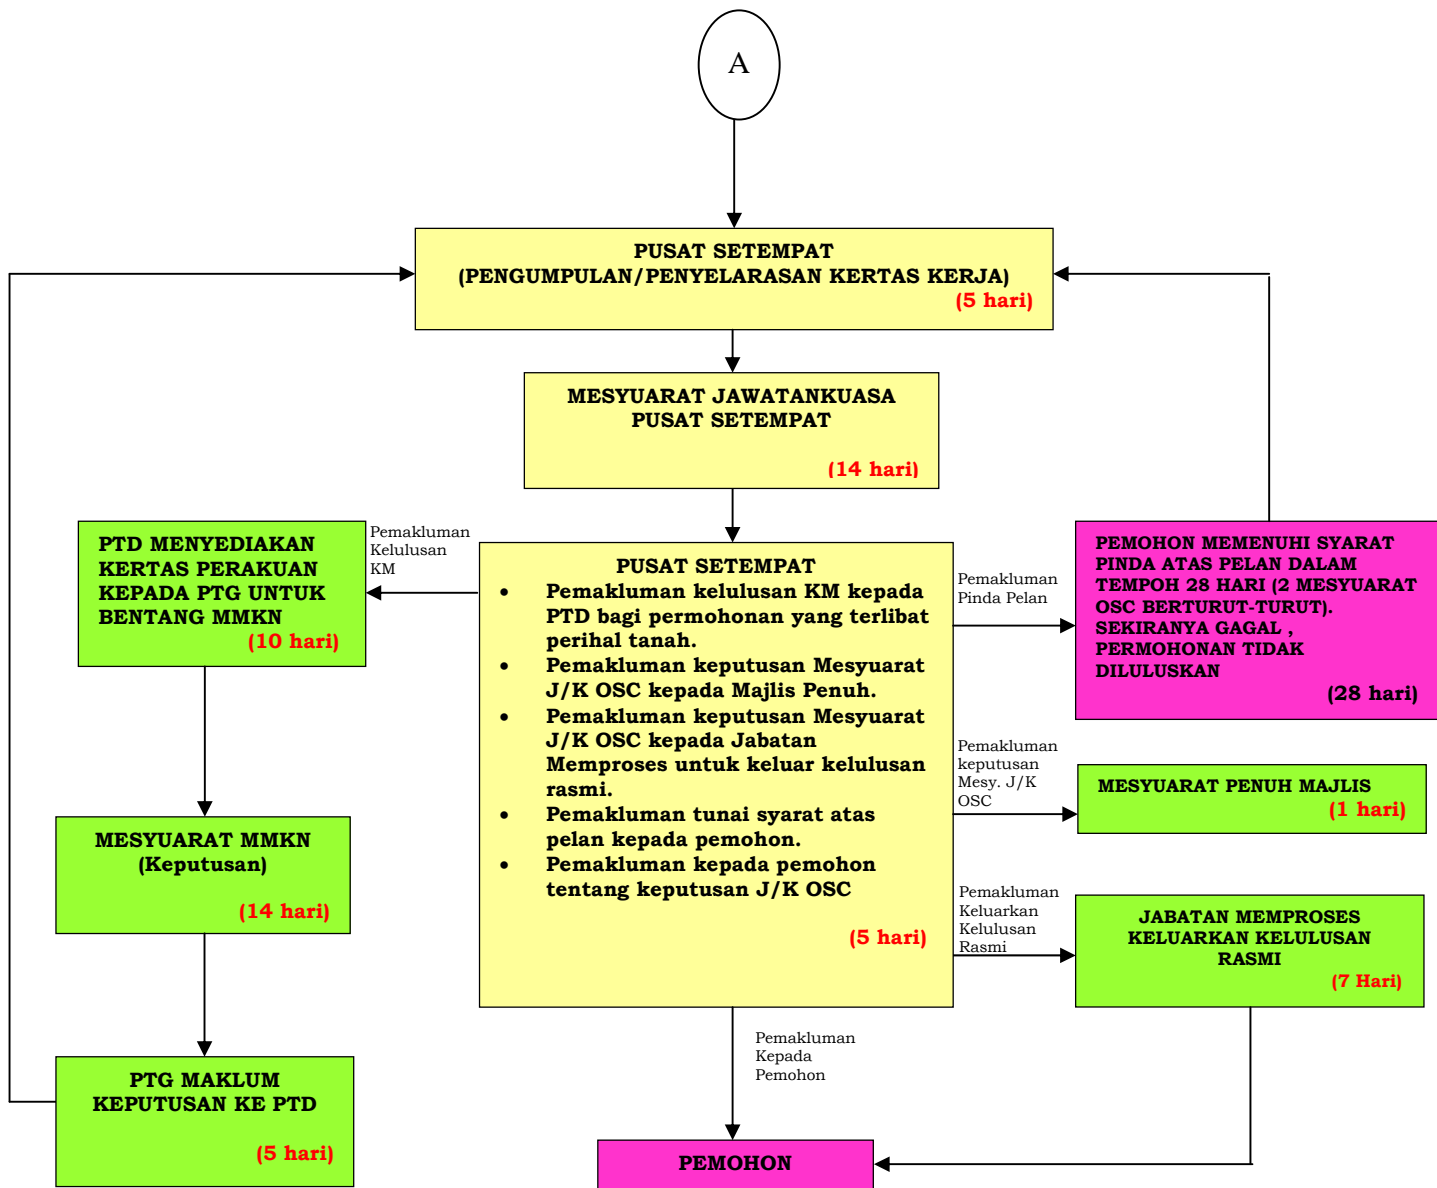 A
PUSAT SETEMPAT
(PENGUMPULAN/PENYELARASAN KERTAS KERJA)
(5 hari)
MESYUARAT JAWATANKUASA
PUSAT SETEMPAT
(14 hari)
PTD MENYEDIAKAN
KERTAS PERAKUAN
KEPADA PTG UNTUK
BENTANG MMKN
(10 hari)
Pemakluman
Kelulusan
KM
PUSAT SETEMPAT
• Pemakluman kelulusan KM kepada
PTD bagi permohonan yang terlibat
perihal tanah.
• Pemakluman keputusan Mesyuarat
J/K OSC kepada Majlis Penuh.
• Pemakluman keputusan Mesyuarat
J/K OSC kepada Jabatan
Memproses untuk keluar kelulusan
rasmi.
• Pemakluman tunai syarat atas
pelan kepada pemohon.
• Pemakluman kepada pemohon
tentang keputusan J/K OSC
(5 hari)
Pemakluman
Pinda Pelan
PEMOHON MEMENUHI SYARAT
PINDA ATAS PELAN DALAM
TEMPOH 28 HARI (2 MESYUARAT
OSC BERTURUT-TURUT).
SEKIRANYA GAGAL ,
PERMOHONAN TIDAK
DILULUSKAN
(28 hari)
Pemakluman
keputusan
Mesy. J/K
OSC
MESYUARAT PENUH MAJLIS
(1 hari)
MESYUARAT MMKN
(Keputusan)
(14 hari)
Pemakluman
Keluarkan
Kelulusan
Rasmi
JABATAN MEMPROSES
KELUARKAN KELULUSAN
RASMI
(7 Hari)
Pemakluman
Kepada
Pemohon
PTG MAKLUM
KEPUTUSAN KE PTD
(5 hari)
PEMOHON